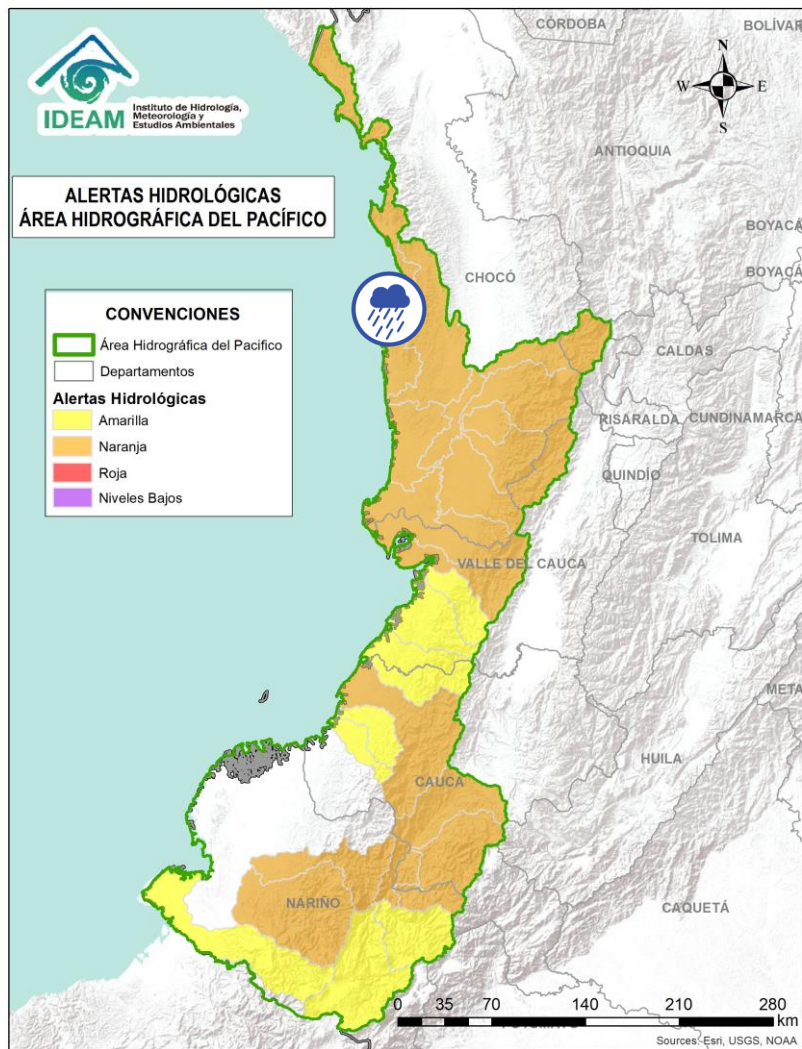 CÓRDOBA
BOLÍVAR
IDEAM
Instituto de Hidrología,
Meteorología y
Estudios Ambientales
N
W
E
S
ANTIOQUIA
ALERTAS HIDROLÓGICAS
ÁREA HIDROGRÁFICA DEL PACÍFICO
BOYACÁ
BOYACÁ
CHOCÓ
CONVENCIONES
Área Hidrográfica del Pacifico
Departamentos
Alertas Hidrológicas
Amarilla
Naranja
Roja
Niveles Bajos
CALDAS
RISARALDA
CUNDINAMARCA
QUINDÍO
TOLIMA
VALLE DEL CAUCA
META
HUILA
CAUCA
NARIÑO
CAQUETÁ
0 35 70 140 210 280
km
Sources: Esri, USGS, NOAA